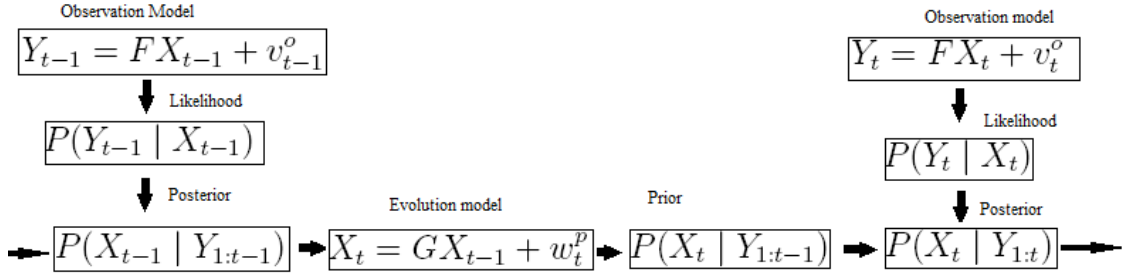 Observation Model
Observation model
Y_{t-1} = FX_{t-1} + v^o_{t-1}
Y_t = FX_t + v^o_t
Likelihood
Likelihood
P(Y_{t-1} | X_{t-1})
P(Y_t | X_t)
Posterior
Evolution model
Prior
Posterior
P(X_{t-1} | Y_{1:t-1})
X_t = GX_{t-1} + w^p_t
P(X_t | Y_{1:t-1})
P(X_t | Y_{1:t})